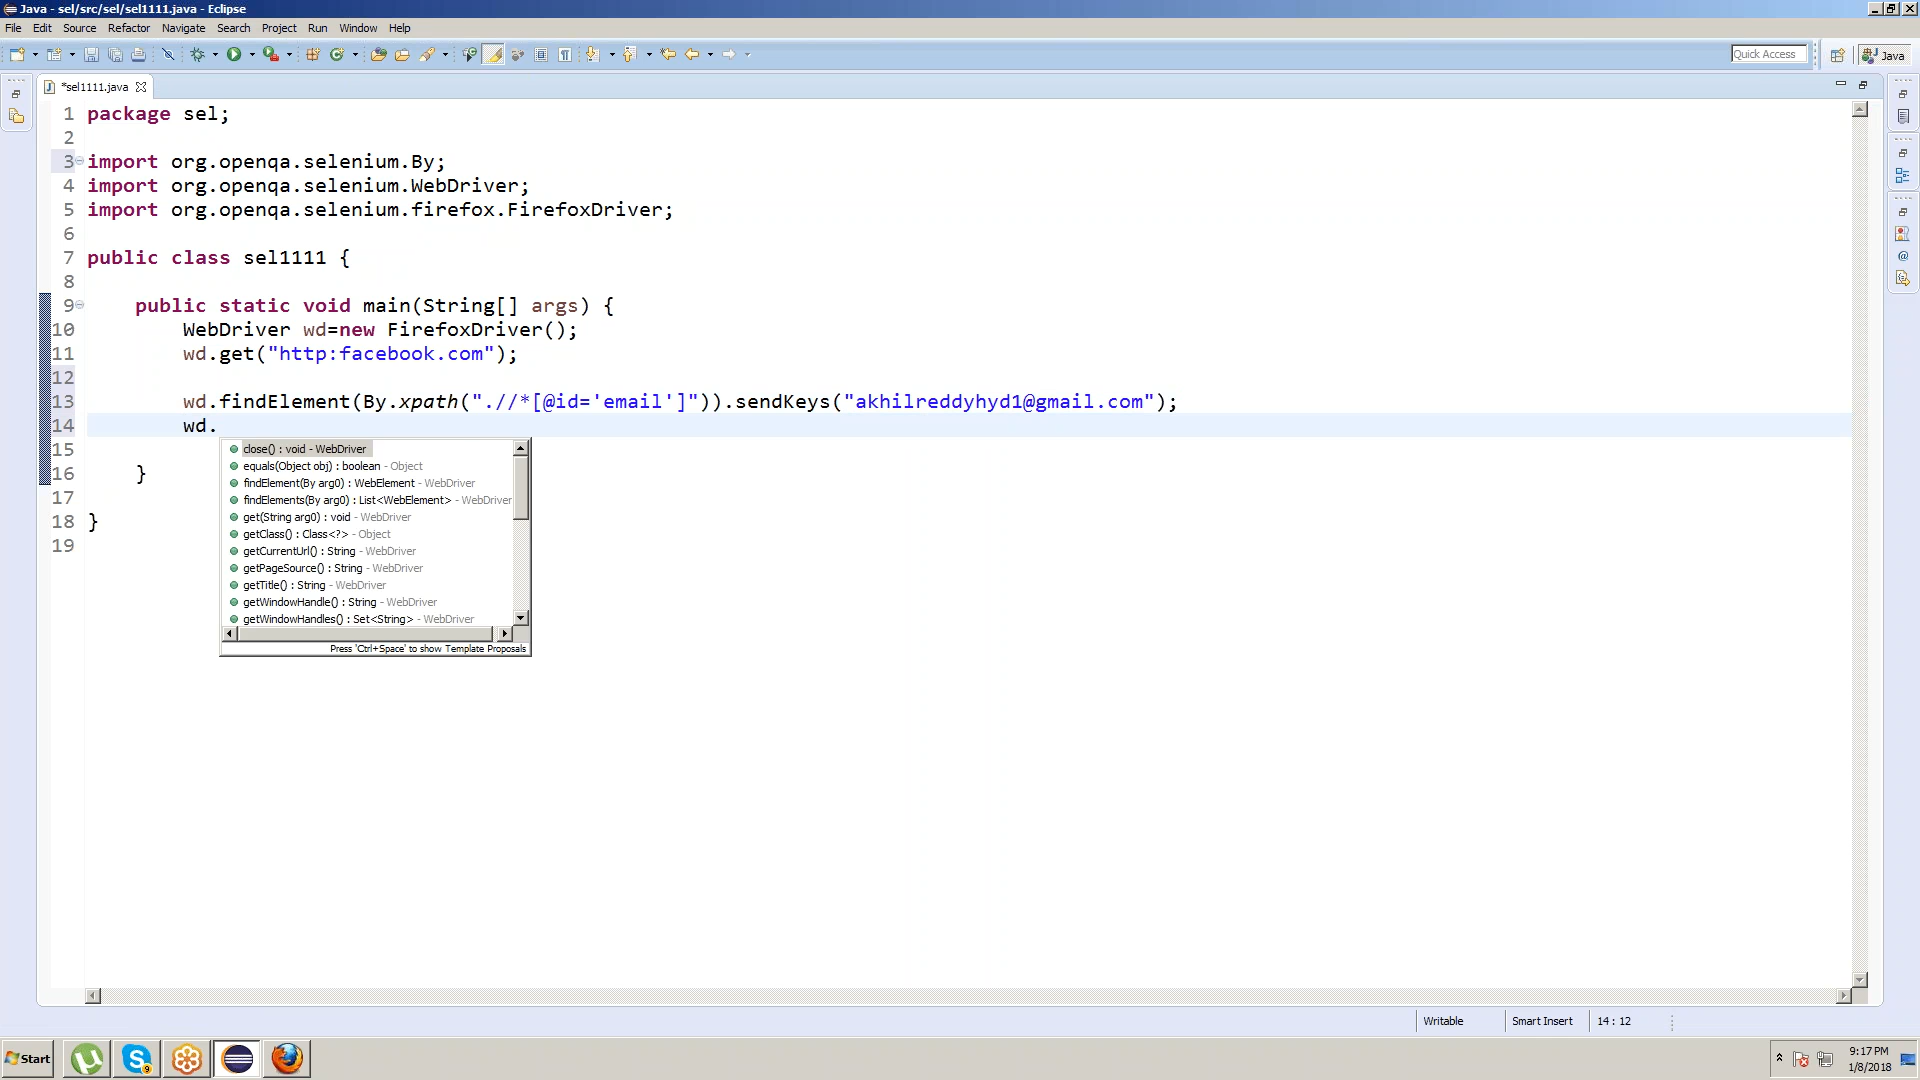 Java - sel/src/sel/sel1111.java - Eclipse
File Edit Source Refactor Navigate Search Project Run Window Help
Quick Access
Java
*sel1111.java
1 package sel;
2
3 import org.openqa.selenium.By;
4 import org.openqa.selenium.WebDriver;
5 import org.openqa.selenium.firefox.FirefoxDriver;
6
7 public class sel1111 {
8
9 public static void main(String[] args) {
10 WebDriver wd=new FirefoxDriver();
11 wd.get("http:facebook.com");
12
13 wd.findElement(By.xpath(".//*[@id='email']")).sendKeys("akhilreddyhyd1@gmail.com");
14 wd.
15
16 }
17
18 }
19
close() : void - WebDriver
equals(Object obj) : boolean - Object
findElement(By arg0) : WebElement - WebDriver
findElements(By arg0) : List<WebElement> - WebDriver
get(String arg0) : void - WebDriver
getClass() : Class<?> - Object
getCurrentUrl() : String - WebDriver
getPageSource() : String - WebDriver
getTitle() : String - WebDriver
getWindowHandle() : String - WebDriver
getWindowHandles() : Set<String> - WebDriver
Press 'Ctrl+Space' to show Template Proposals
Writable Smart Insert 14 : 12
Start
9:17 PM
1/8/2018